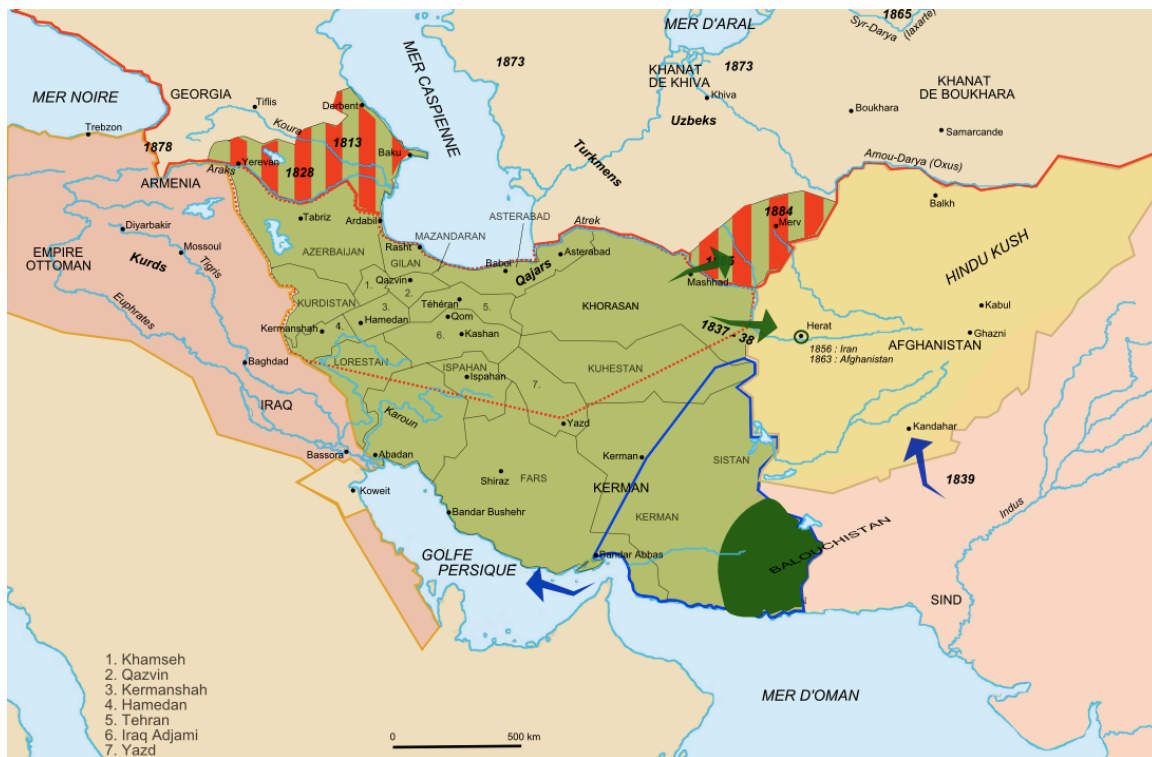 MER D'ARAL
1865
Syr-Darya (Iaxarte)
MER CASPIENNE
1873
KHANAT
DE KHIVA
1873
Khiva
KHANAT
DE BOUKHARA
Boukhara
Samarcande
Uzbeks
Turkmens
Amou-Darya (Oxus)
MER NOIRE
GEORGIA
Tiflis
Koura
Derbent
Trebzon
1878
1813
Baku
Araks
Yerevan
1828
ARMENIA
Balkh
1884
Merv
HINDU KUSH
Diyarbakir
Tabriz
Ardabil
ASTERABAD
MAZANDARAN
Atrek
EMPIRE
OTTOMAN
Mossoul
Kurds
Tigris
AZERBAIJAN
Rasht
GILAN
Babol
Qajars
Asterabad
Mashhad
Qazvin
1.
2.
Euphrates
KURDISTAN
Téhéran
3.
5.
KHORASAN
Kabul
Kermanshah
4.
Hamedan
Qom
6.
Kashan
1837 - 38
Herat
1856 : Iran
1863 : Afghanistan
AFGHANISTAN
Ghazni
Baghdad
LORESTAN
ISPAHAN
Ispahan
7.
KUHESTAN
IRAQ
Karoun
Yazd
Kandahar
Bassora
Abadan
Kerman
SISTAN
1839
Indus
Koweit
Shiraz
FARS
KERMAN
Bandar Bushehr
KERMAN
BALOUCHISTAN
GOLFE
PERSIQUE
Bandar Abbas
SIND
MER D'OMAN
1. Khamseh
2. Qazvin
3. Kermanshah
4. Hamedan
5. Tehran
6. Iraq Adjami
7. Yazd
0
500 km